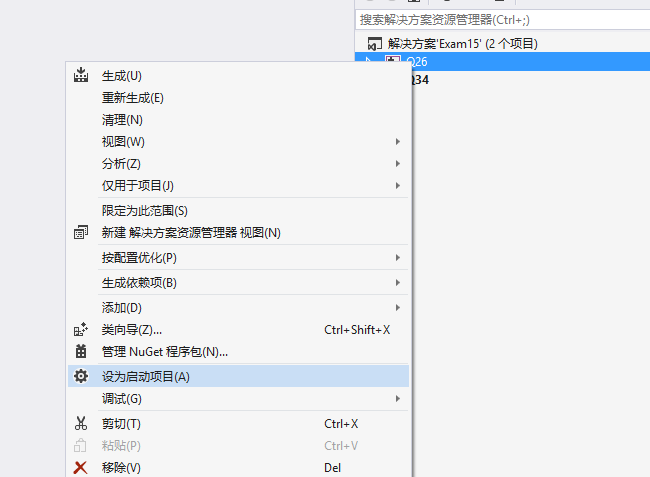 搜索解决方案资源管理器(Ctrl+;)
解决方案'Exam15' (2 个项目)
Q26
Q34
生成(U)
重新生成(E)
清理(N)
视图(W)
分析(Z)
仅用于项目(J)
限定为此范围(S)
新建 解决方案资源管理器 视图(N)
按配置优化(P)
生成依赖项(B)
添加(D)
类向导(Z)... Ctrl+Shift+X
管理 NuGet 程序包(N)...
设为启动项目(A)
调试(G)
剪切(T) Ctrl+X
粘贴(P) Ctrl+V
移除(V) Del